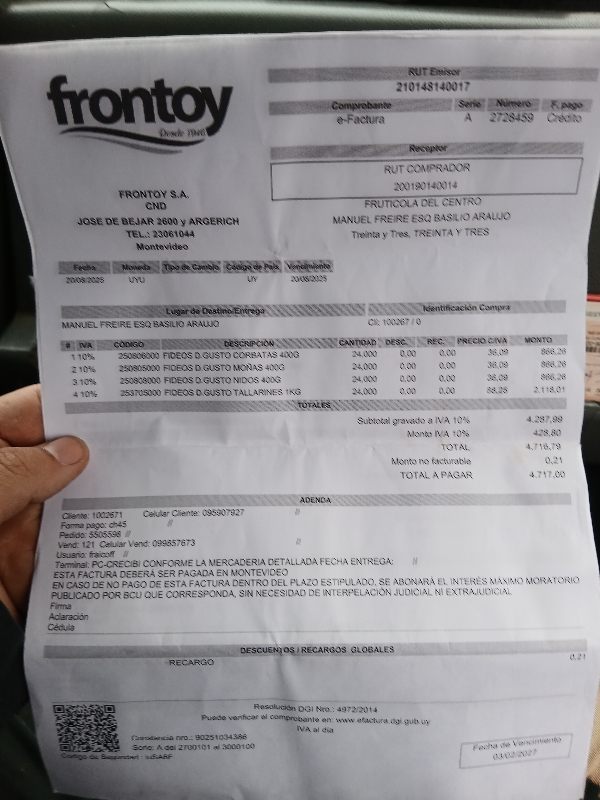 frontoy
Desde 1940
RUT Emisor
210148140017
Comprobante Serie Número F. pago
e-Factura A 2728459 Crédito
Receptor
RUT COMPRADOR
200190140014
FRUTICOLA DEL CENTRO
MANUEL FREIRE ESQ BASILIO ARAUJO
Treinta y Tres, TREINTA Y TRES
FRONTOY S.A.
CND
JOSE DE BEJAR 2600 y ARGERICH
TEL.: 23061044
Montevideo
Fecha Moneda Tipo de Cambio Código de País Vencimiento
20/08/2025 UYU UY 20/08/2025
Lugar de Destino/Entrega Identificación Compra
MANUEL FREIRE ESQ BASILIO ARAUJO Cli: 100267 / 0
# IVA CÓDIGO DESCRIPCIÓN CANTIDAD DESC. REC. PRECIO C/IVA MONTO
1 10% 250806000 FIDEOS D.GUSTO CORBATAS 400G 24,000 0,00 0,00 36,09 866,26
2 10% 250805000 FIDEOS D.GUSTO MOÑAS 400G 24,000 0,00 0,00 36,09 866,26
3 10% 250808000 FIDEOS D.GUSTO NIDOS 400G 24,000 0,00 0,00 36,09 866,26
4 10% 253705000 FIDEOS D.GUSTO TALLARINES 1KG 24,000 0,00 0,00 88,25 2.118,01
TOTALES
Subtotal gravado a IVA 10% 4.287,99
Monto IVA 10% 428,80
TOTAL 4.716,79
Monto no facturable 0,21
TOTAL A PAGAR 4.717,00
ADENDA
Cliente: 1002671 Celular Cliente: 095907927 //
Forma pago: ch45 //
Pedido: 5505598 //
Vend: 121 Celular Vend: 099857673 //
Usuario: fraicoff //
Terminal: PC-CRECIBI CONFORME LA MERCADERIA DETALLADA FECHA ENTREGA: //
ESTA FACTURA DEBERÁ SER PAGADA EN MONTEVIDEO
EN CASO DE NO PAGO DE ESTA FACTURA DENTRO DEL PLAZO ESTIPULADO, SE ABONARÁ EL INTERÉS MÁXIMO MORATORIO
PUBLICADO POR BCU QUE CORRESPONDA, SIN NECESIDAD DE INTERPELACIÓN JUDICIAL NI EXTRAJUDICIAL
Firma
Aclaración
Cédula
DESCUENTOS / RECARGOS GLOBALES
RECARGO 0,21
Resolución DGI Nro.: 4972/2014
Puede verificar el comprobante en: www.efactura.dgi.gub.uy
IVA al día
Constancia nro.: 90251034386
Serie: A del 2700101 al 3000100
Código de Seguridad:
Fecha de Vencimiento
03/02/2027